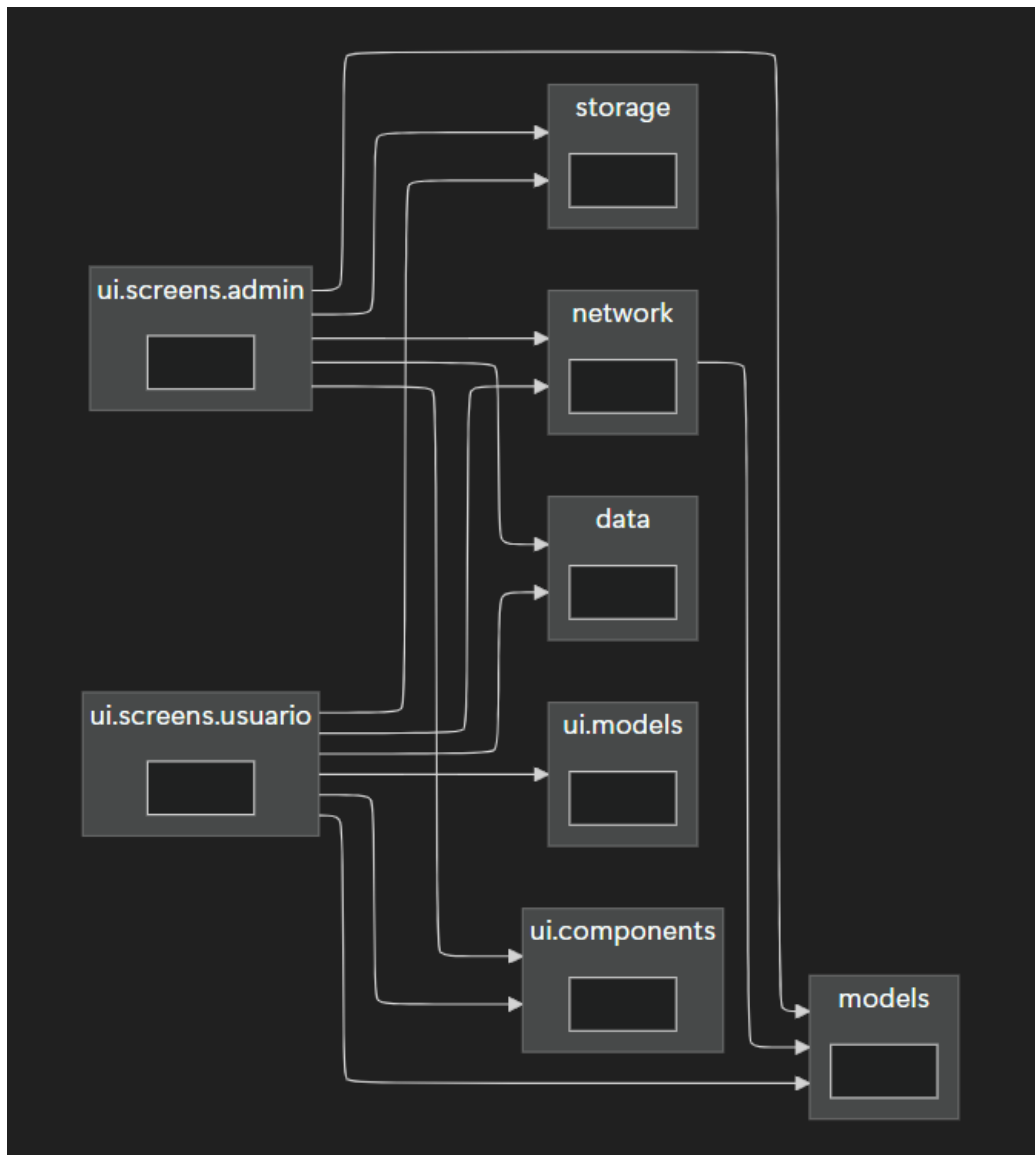 storage
ui.screens.admin
network
data
ui.screens.usuario
ui.models
ui.components
models